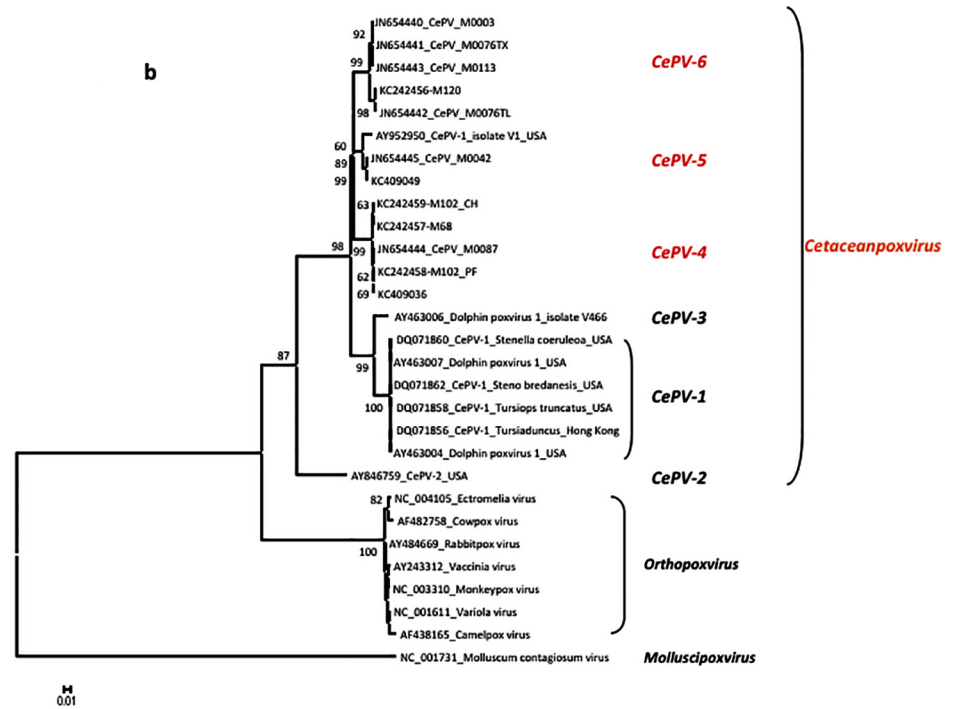 b
92
JN654440_CePV_M0003
JN654441_CePV_M0076TX
99
JN654443_CePV_M0113
CePV-6
KC242456-M120
98
JN654442_CePV_M0076TL
AY952950_CePV-1_isolate V1_USA
60
89
JN654445_CePV_M0042
CePV-5
99
KC409049
63
KC242459-M102_CH
KC242457-M68
98
99
JN654444_CePV_M0087
CePV-4
Cetaceanpoxvirus
62
KC242458-M102_PF
69
KC409036
AY463006_Dolphin poxvirus 1_isolate V466
CePV-3
DQ071860_CePV-1_Stenella coeruleoa_USA
87
99
AY463007_Dolphin poxvirus 1_USA
DQ071862_CePV-1_Steno bredanesis_USA
CePV-1
100
DQ071858_CePV-1_Tursiops truncatus_USA
DQ071856_CePV-1_Tursiaduncus_Hong Kong
AY463004_Dolphin poxvirus 1_USA
AY846759_CePV-2_USA
CePV-2
82
NC_004105_Ectromelia virus
AF482758_Cowpox virus
100
AY484669_Rabbitpox virus
AY243312_Vaccinia virus
Orthopoxvirus
NC_003310_Monkeypox virus
NC_001611_Variola virus
AF438165_Camelpox virus
NC_001731_Molluscum contagiosum virus
Molluscipoxvirus
0.01